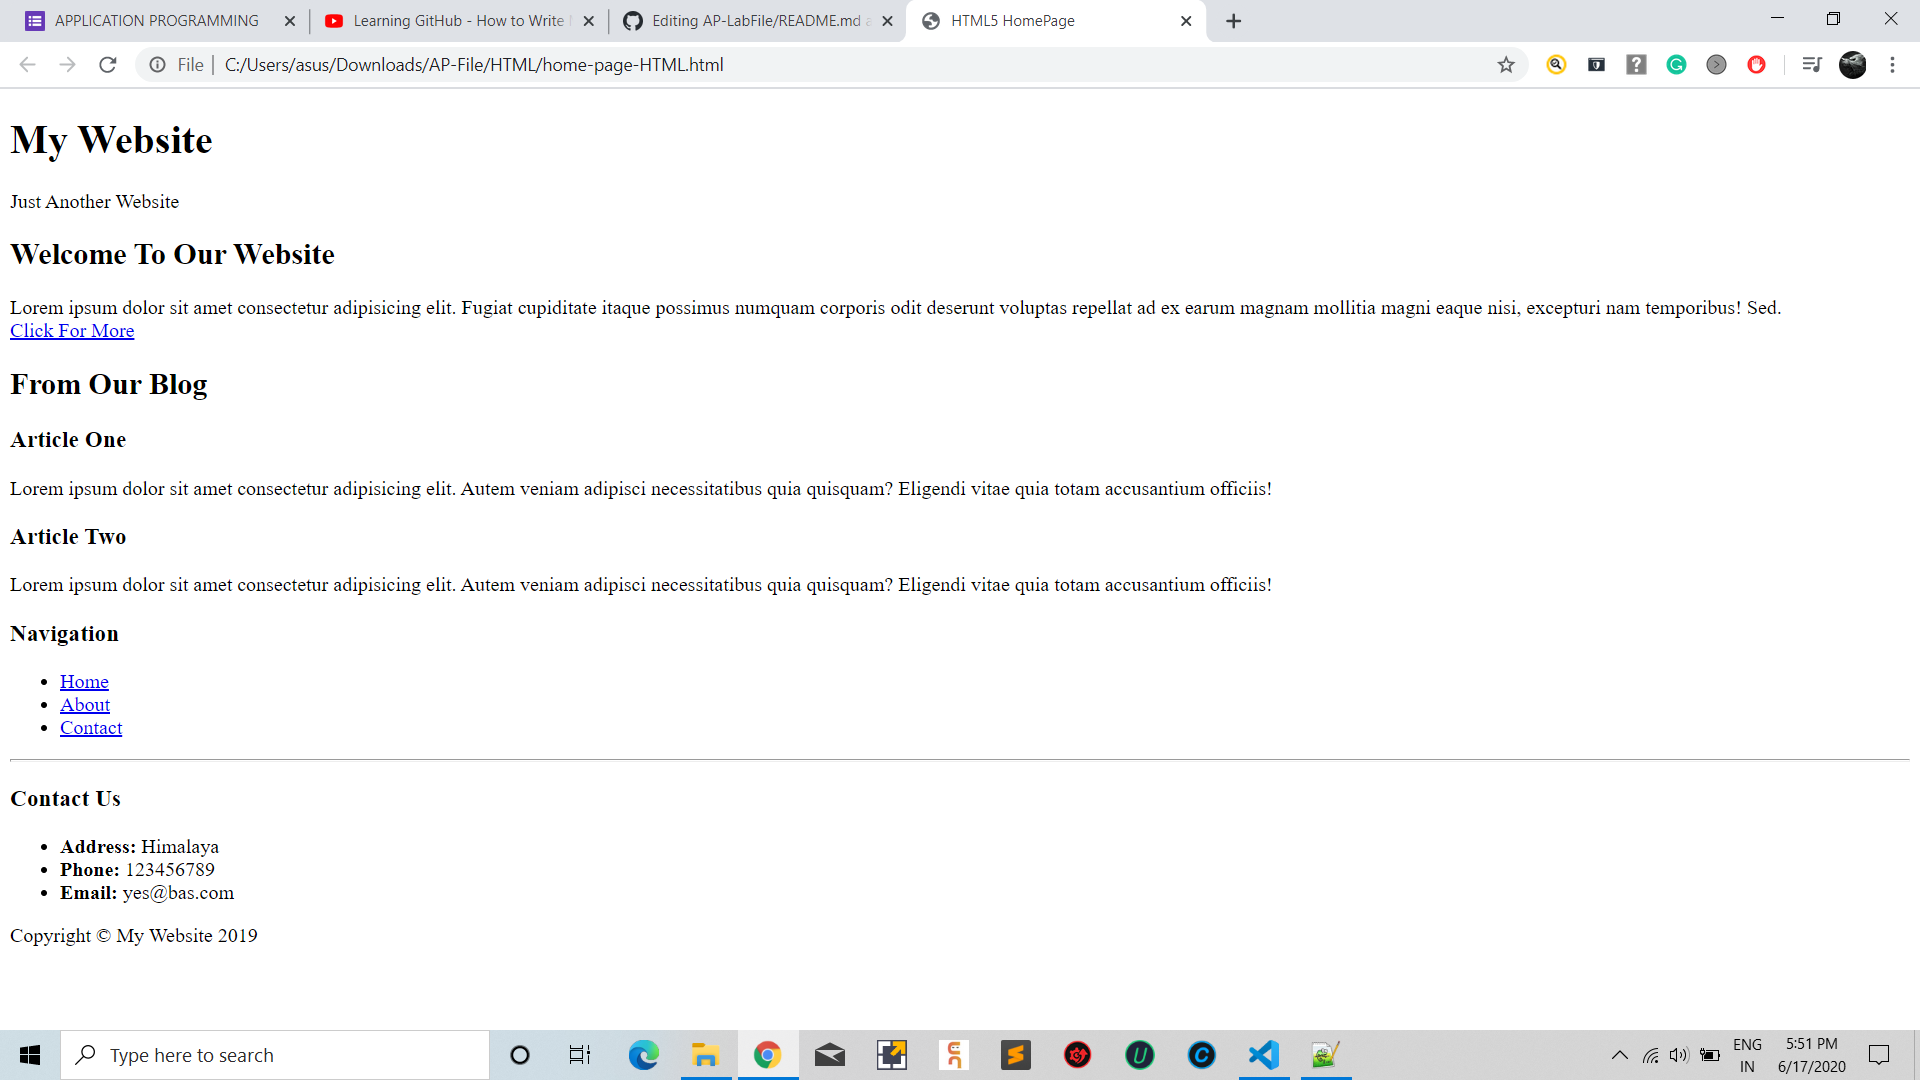 APPLICATION PROGRAMMING
Learning GitHub - How to Write
Editing AP-LabFile/README.md
HTML5 HomePage
File
C:/Users/asus/Downloads/AP-File/HTML/home-page-HTML.html
My Website
Just Another Website
Welcome To Our Website
Lorem ipsum dolor sit amet consectetur adipisicing elit. Fugiat cupiditate itaque possimus numquam corporis odit deserunt voluptas repellat ad ex earum magnam mollitia magni eaque nisi, excepturi nam temporibus! Sed.
Click For More
From Our Blog
Article One
Lorem ipsum dolor sit amet consectetur adipisicing elit. Autem veniam adipisci necessitatibus quia quisquam? Eligendi vitae quia totam accusantium officiis!
Article Two
Lorem ipsum dolor sit amet consectetur adipisicing elit. Autem veniam adipisci necessitatibus quia quisquam? Eligendi vitae quia totam accusantium officiis!
Navigation
Home
About
Contact
Contact Us
Address: Himalaya
Phone: 123456789
Email: yes@bas.com
Copyright © My Website 2019
Type here to search
ENG
IN
5:51 PM
6/17/2020